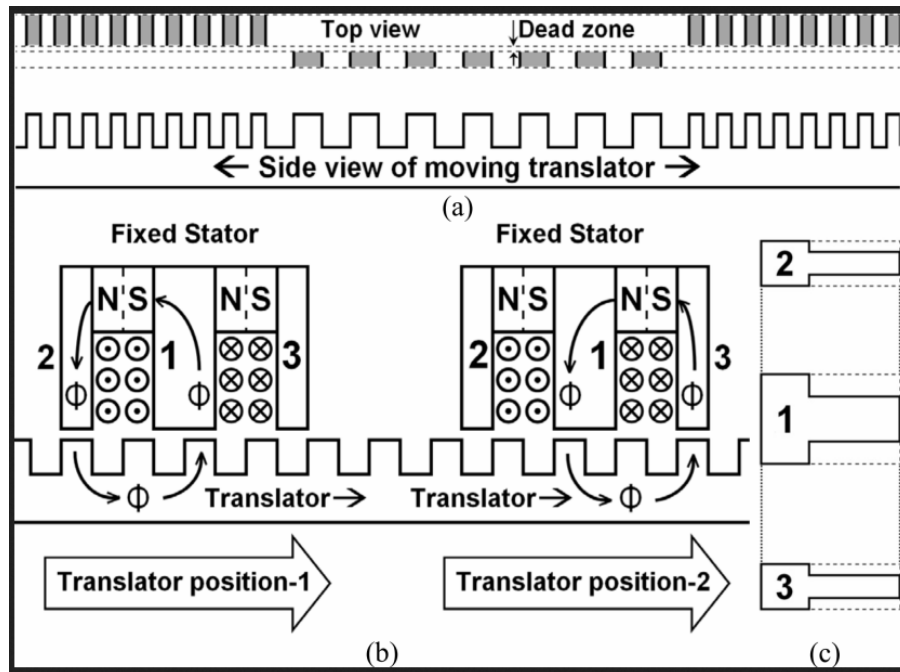 Top view
Dead zone
Side view of moving translator
(a)
Fixed Stator
Fixed Stator
N S
N S
N S
N S
2
1
3
2
1
3
Φ
Φ
Φ
Φ
Φ
Translator
Φ
Translator
Translator position-1
Translator position-2
(b)
2
1
3
(c)